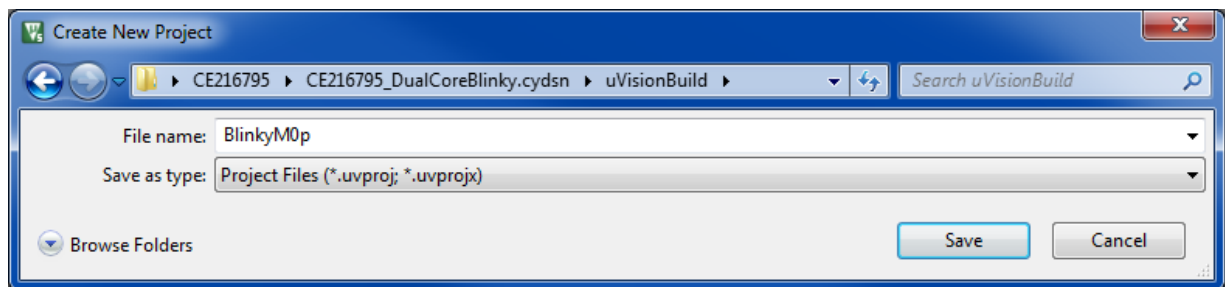 Create New Project
CE216795 ▸ CE216795_DualCoreBlinky.cydsn ▸ uVisionBuild ▸ Search uVisionBuild
File name: BlinkyM0p
Save as type: Project Files (*.uvproj; *.uvprojx)
Browse Folders Save Cancel